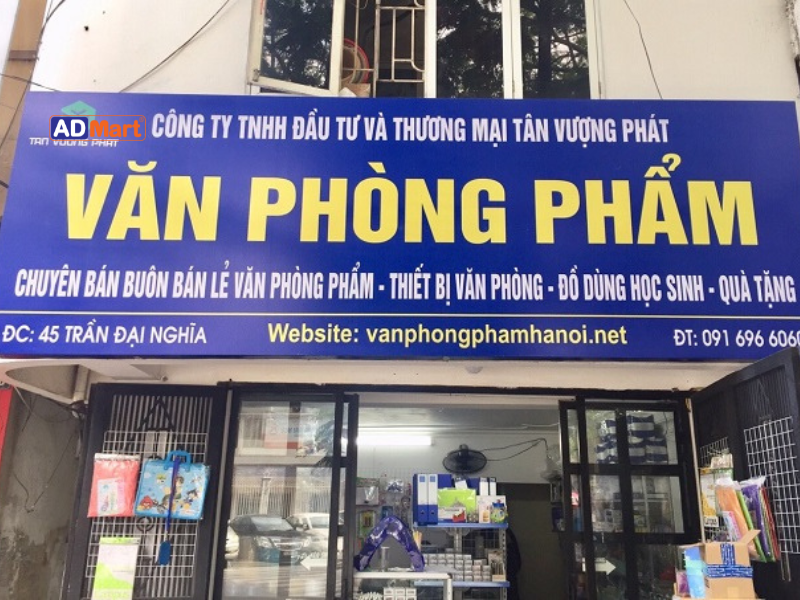 ADMart
TÂN VƯỢNG PHÁT
CÔNG TY TNHH ĐẦU TƯ VÀ THƯƠNG MẠI TÂN VƯỢNG PHÁT
VĂN PHÒNG PHẨM
CHUYÊN BÁN BUÔN BÁN LẺ VĂN PHÒNG PHẨM - THIẾT BỊ VĂN PHÒNG - ĐỒ DÙNG HỌC SINH - QUÀ TẶNG
ĐC: 45 TRẦN ĐẠI NGHĨA Website: vanphongphamhanoi.net ĐT: 091 696 6060